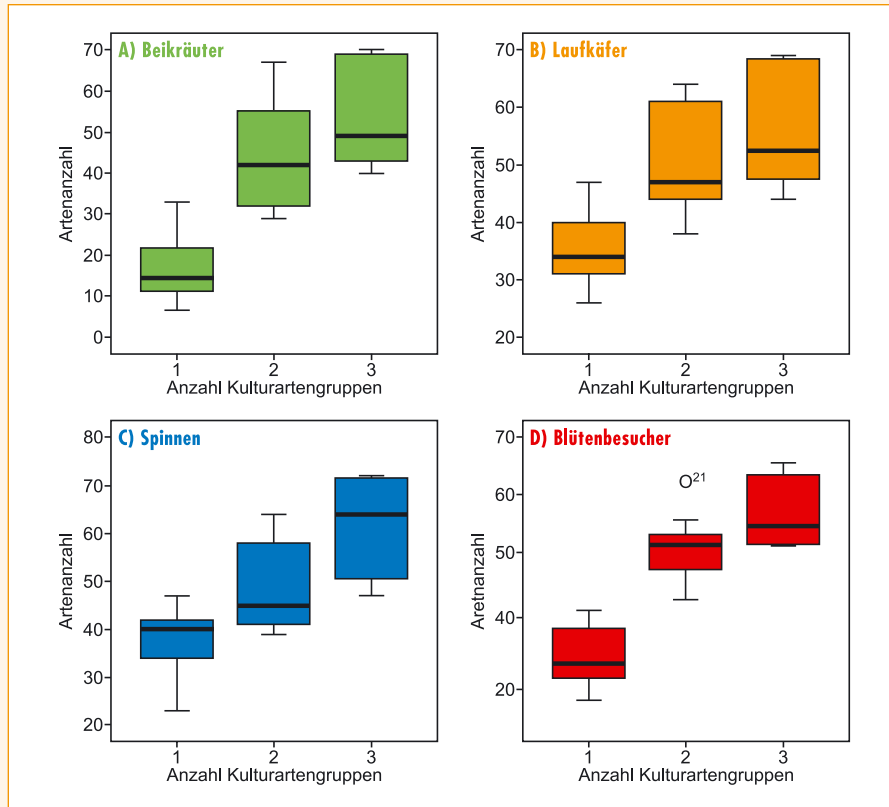 A) Beikräuter
Artenanzahl
70
60
50
40
30
20
10
0
1 2 3
Anzahl Kulturartengruppen
B) Laufkäfer
Artenanzahl
70
60
50
40
30
20
1 2 3
Anzahl Kulturartengruppen
C) Spinnen
Artenanzahl
80
70
60
50
40
30
20
1 2 3
Anzahl Kulturartengruppen
D) Blütenbesucher
Aretnanzahl
70
60
50
40
20
O²¹
1 2 3
Anzahl Kulturartengruppen